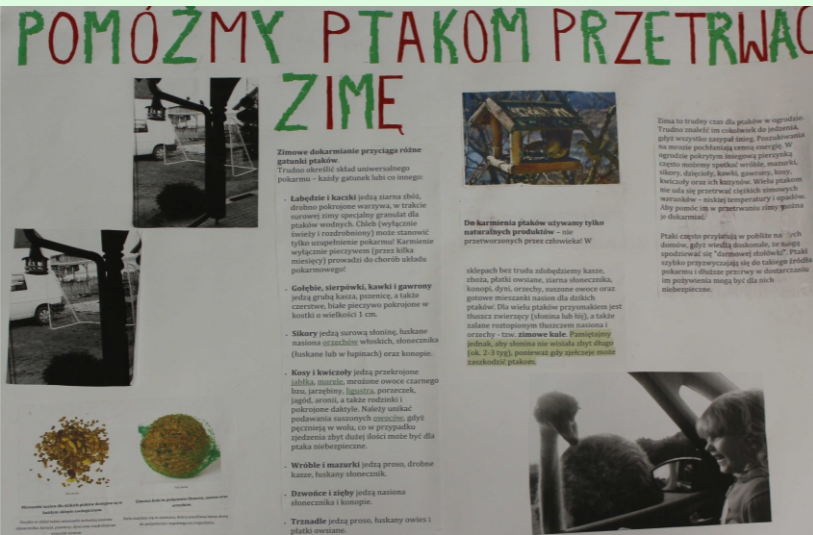 POMÓŻMY PTAKOM PRZETRWAĆ
ZIMĘ
Zimowe dokarmianie przyciąga różne
gatunki ptaków.
Trudno określić skład uniwersalnego
pokarmu – każdy gatunek lubi co innego:
- Łabędzie i kaczki jedzą ziarna zbóż,
drobno pokrojone warzywa, w trakcie
surowej zimy specjalny granulat dla
ptaków wodnych. Chleb (wyłącznie
świeży i rozdrobniony) może stanowić
tylko uzupełnienie pokarmu! Karmienie
wyłącznie pieczywem (przez kilka
miesięcy) prowadzi do chorób układu
pokarmowego!
- Gołębie, sierpówki, kawki i gawrony
jedzą grubą kasza, pszenicę, a także
czerstwe, białe pieczywo pokrojone w
kostki o wielkości 1 cm.
- Sikory jedzą surową słoninę, łuskane
nasiona orzechów włoskich, słonecznika
(łuskane lub w łupinach) oraz konopie.
- Kosy i kwiczoły jedzą przekrojone
jabłka, morele, mrożone owoce czarnego
bzu, jarzębiny, ligustra, porzeczek,
jagód, aronii, a także rodzinki i
pokrojone daktyle. Należy unikać
podawania suszonych owoców, gdyż
pęcznieją w wolu, co w przypadku
zjedzenia zbyt dużej ilości może być dla
ptaka niebezpieczne.
- Wróble i mazurki jedzą proso, drobne
kasze, łuskany słonecznik.
- Dzwońce i zięby jedzą nasiona
słonecznika i konopie.
- Trznadle jedzą proso, łuskany owies i
płatki owsiane.
Do karmienia ptaków używamy tylko
naturalnych produktów – nie
przetworzonych przez człowieka! W
sklepach bez trudu zdobędziemy kasze,
zboża, płatki owsiane, ziarna słonecznika,
konopi, dyni, orzechy, suszone owoce oraz
gotowe mieszanki nasion dla dzikich
ptaków! Dla wielu ptaków przysmakiem jest
tłuszcz zwierzęcy (słonina lub łój), a także
zalane roztopionym tłuszczem nasiona i
orzechy - tzw. zimowe kule. Pamiętajmy
jednak, aby słonina nie wisiała zbyt długo
(ok. 2-3 tyg), ponieważ gdy zjełczeje może
zaszkodzić ptakom.
Zima to trudny czas dla ptaków w ogrodzie.
Trudno znaleźć im cokolwiek do jedzenia,
gdyż wszystko zasypał śnieg. Poszukiwania
na mrozie pochłaniają cenną energię. W
ogrodzie pokrytym śniegową pierzynką
często możemy spotkać wróble, mazurki,
sikory, dzięcioły, kawki, gawrony, kosy,
kwiczoły oraz ich kuzynów. Wielu ptakom
nie uda się przetrwać ciężkich zimowych
warunków – niskiej temperatury i opadów.
Aby pomóc im w przetrwaniu zimy można
je dokarmiać.
Ptaki często przylatują w pobliże
domów, gdyż wiedzą doskonale, że mogą
spodziewać się "darmowej stołówki". Ptaki
szybko przyzwyczajają się do takiego źródła
pokarmu i dłuższe przerwy w dostarczaniu
im pożywienia mogą być dla nich
niebezpieczne.